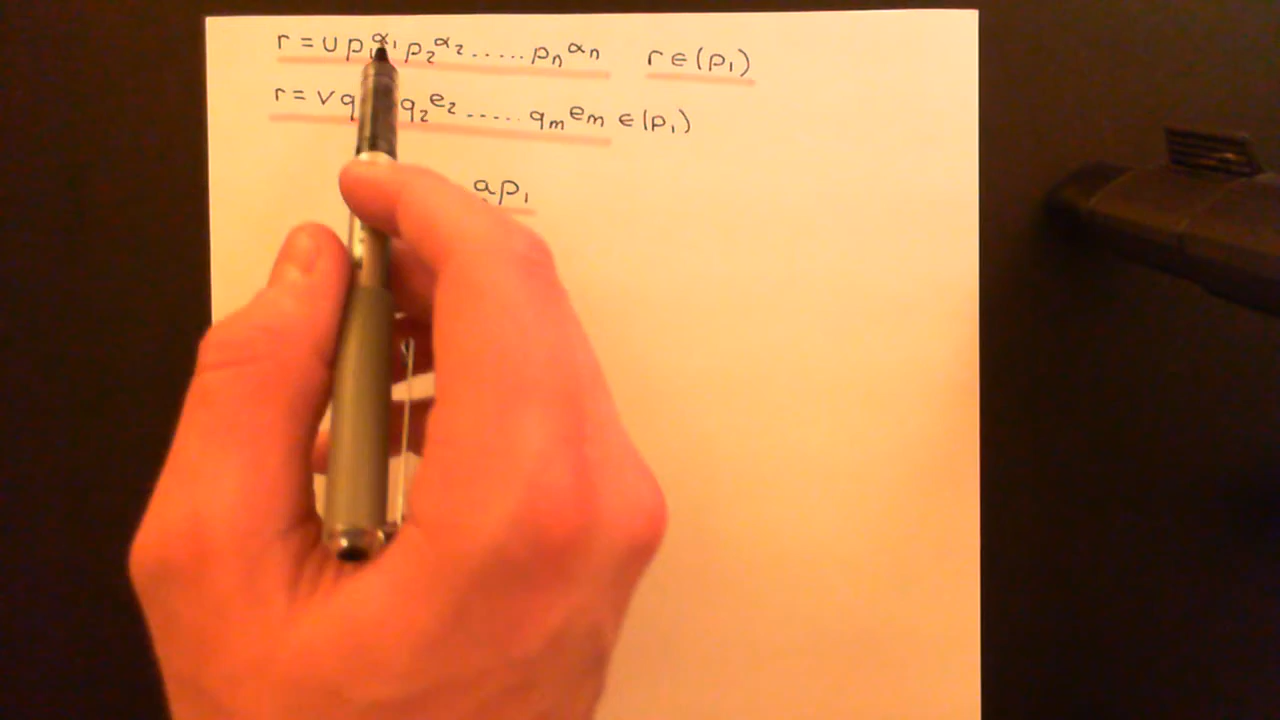 r = u p₁^α₁ p₂^α₂ ..... pₙ^αₙ r ∈ (p₁)
r = v q q₂^e₂ ..... qₘ^eₘ ∈ (p₁)
a p₁